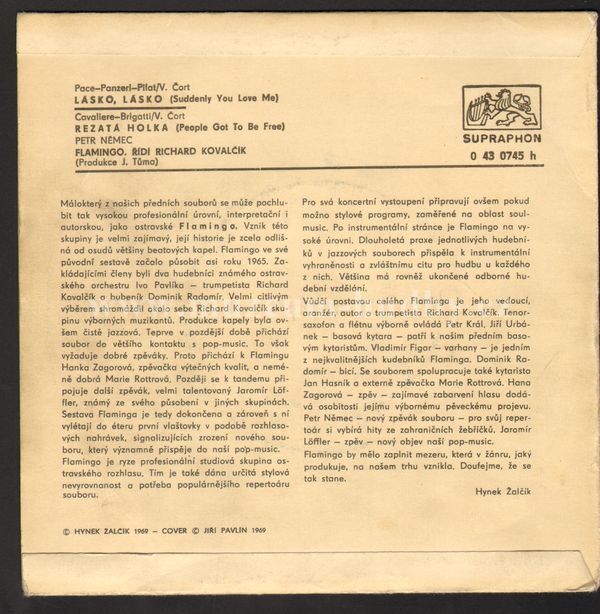 Pace–Panzeri–Pilat/V. Čort
LÁSKO, LÁSKO (Suddenly You Love Me)
Cavaliere–Brigatti/V. Čort
REZATÁ HOLKA (People Got To Be Free)
PETR NĚMEC
FLAMINGO. ŘÍDÍ RICHARD KOVALČÍK
(Produkce J. Tůma)
SUPRAPHON
0 43 0745 h
Málokterý z našich předních souborů se může pochlu-
bit tak vysokou profesionální úrovní, interpretační i
autorskou, jako ostravské Flamingo. Vznik této
skupiny je velmi zajímavý, její historie je zcela odliš-
ná od osudů většiny beatových kapel. Flamingo ve své
původní sestavě začalo působit asi roku 1965. Za-
kládajícími členy byli dva hudebníci známého ostrav-
ského orchestru Ivo Pavlíka – trumpetista Richard
Kovalčík a bubeník Dominik Radomír. Velmi citlivým
výběrem soustředil kolo sebe Richard Kovalčík sku-
pinu výborných muzikantů. Produkce kapely byla ov-
šem čistě jazzová. Teprve v pozdější době přichází
soubor do většího kontaktu s pop-music. To však
vyžaduje dobré zpěváky. Proto přichází k Flamingu
Hanka Zagorová, zpěvačka výtečných kvalit, a nemé-
ně dobrá Marie Rottrová. Později se k tandemu při-
pojuje další zpěvák, velmi talentovaný Jaromír Löf-
fler, známý ze svého působení v jiných skupinách.
Sestava Flaminga je tedy dokončena a zároveň s ní
vylétají do éteru první vlaštovky v podobě rozhlaso-
vých nahrávek, signalizujících zrození nového sou-
boru, který významně přispěje do naší pop-music.
Flamingo je ryze profesionální studiová skupina os-
travského rozhlasu. Tím je také dána určitá stylová
nevyrovnanost a potřeba populárnějšího repertoáru
souboru.
Pro svá koncertní vystoupení připravují ovšem pokud
možno stylové programy, zaměřené na oblast soul-
music. Po instrumentální stránce je Flamingo na vy-
soké úrovni. Dlouholetá praxe jednotlivých hudební-
ků v jazzových souborech přispěla k instrumentální
vyhraněnosti a zvláštnímu citu pro hudbu u každého
z nich, Většina má rovněž ukončené odborné hu-
dební vzdělání.
Vůdčí postavou celého Flaminga je jeho vedoucí,
aranžér, autor a trumpetista Richard Kovalčík. Tenor-
saxofon a flétnu výborně ovládá Petr Král, Jiří Urbá-
nek – basová kytara – patří k našim předním baso-
vým kytaristům. Vladimír Figar – varhany – je jedním
z nejkvalitnějších kudebníků Flaminga. Dominik Ra-
domír – bicí. Se souborem spolupracuje také kytarista
Jan Hasník a externě zpěvačka Marie Rottrová. Hana
Zagorová – zpěv – zajímavé zabarvení hlasu dodá-
vá osobitosti jejímu výbornému pěveckému projevu.
Petr Němec – nový zpěvák souboru – pro svůj reper-
toár si vybírá hity ze zahraničních žebříčků. Jaromír
Löffler – zpěv – nový objev naší pop-music.
Flamingo by mělo zaplnit mezeru, která v žánru, jaký
produkuje, na našem trhu vznikla. Doufejme, že se
tak stane.
Hynek Žalčík
© HYNEK ŽALČÍK 1969 – COVER © JIŘÍ PAVLÍN 1969